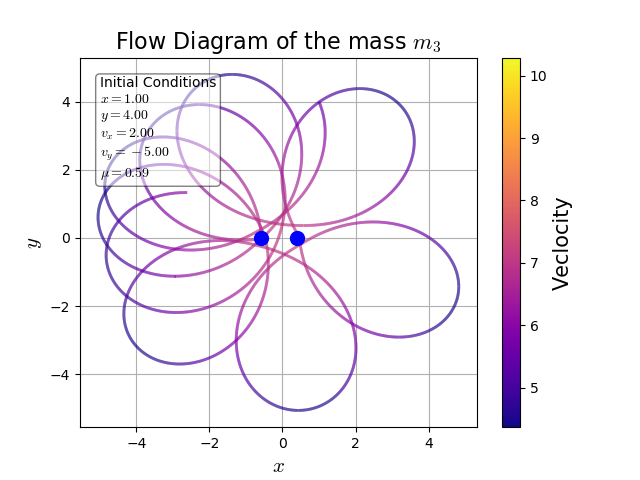 Flow Diagram of the mass m₃
Initial Conditions
x = 1.00
y = 4.00
vₓ = 2.00
v_y = −5.00
μ = 0.59
4
2
0
−2
−4
y
−4
−2
0
2
4
x
10
9
8
7
6
5
Veclocity